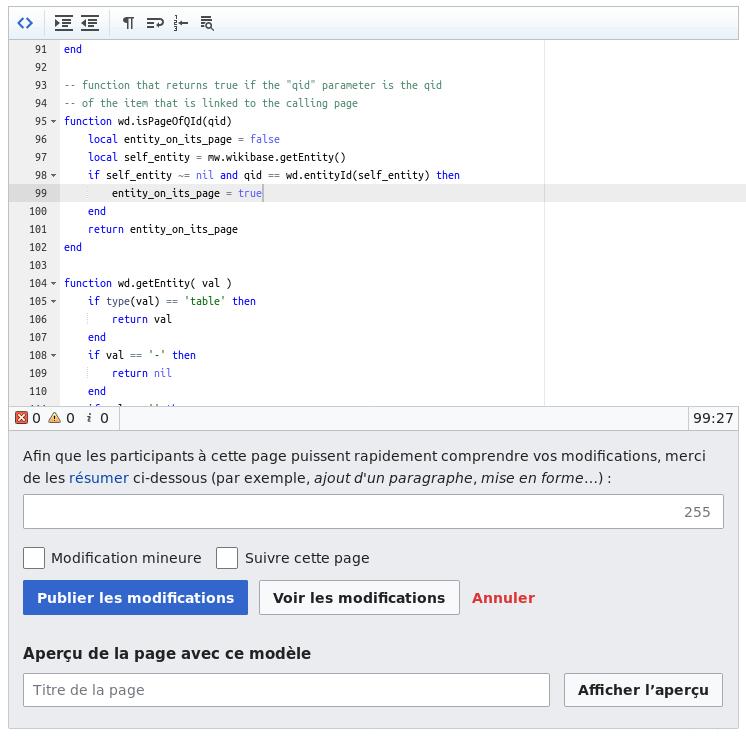 91 end
92
93 -- function that returns true if the "qid" parameter is the qid
94 -- of the item that is linked to the calling page
95 function wd.isPageOfQId(qid)
96     local entity_on_its_page = false
97     local self_entity = mw.wikibase.getEntity()
98     if self_entity ~= nil and qid == wd.entityId(self_entity) then
99         entity_on_its_page = true
100     end
101     return entity_on_its_page
102 end
103
104 function wd.getEntity( val )
105     if type(val) == 'table' then
106         return val
107     end
108     if val == '-' then
109         return nil
110     end
0 0 i 0 99:27
Afin que les participants à cette page puissent rapidement comprendre vos modifications, merci
de les résumer ci-dessous (par exemple, ajout d'un paragraphe, mise en forme…) :
255
Modification mineure Suivre cette page
Publier les modifications Voir les modifications Annuler
Aperçu de la page avec ce modèle
Titre de la page Afficher l’aperçu